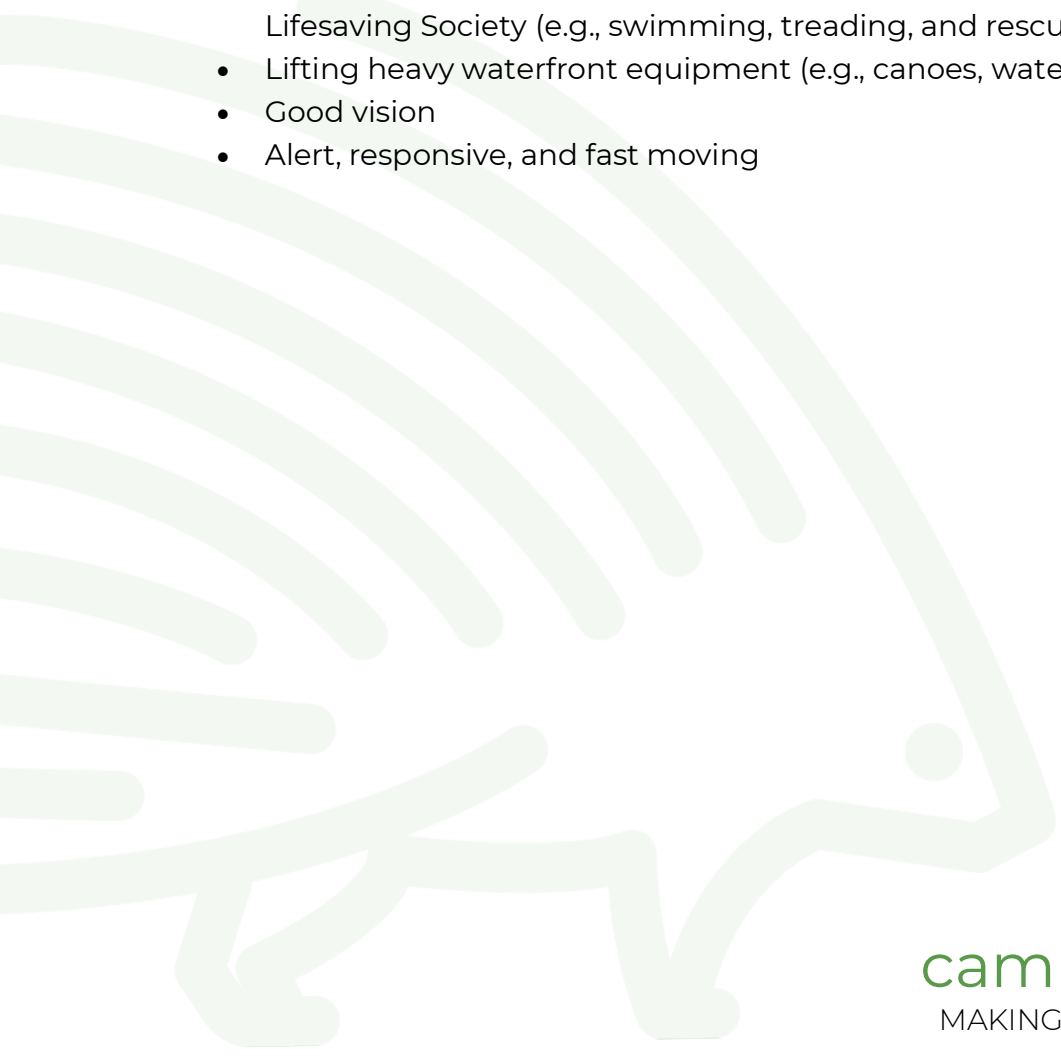 Lifesaving Society (e.g., swimming, treading, and rescu
• Lifting heavy waterfront equipment (e.g., canoes, wate
• Good vision
• Alert, responsive, and fast moving
cam
MAKING